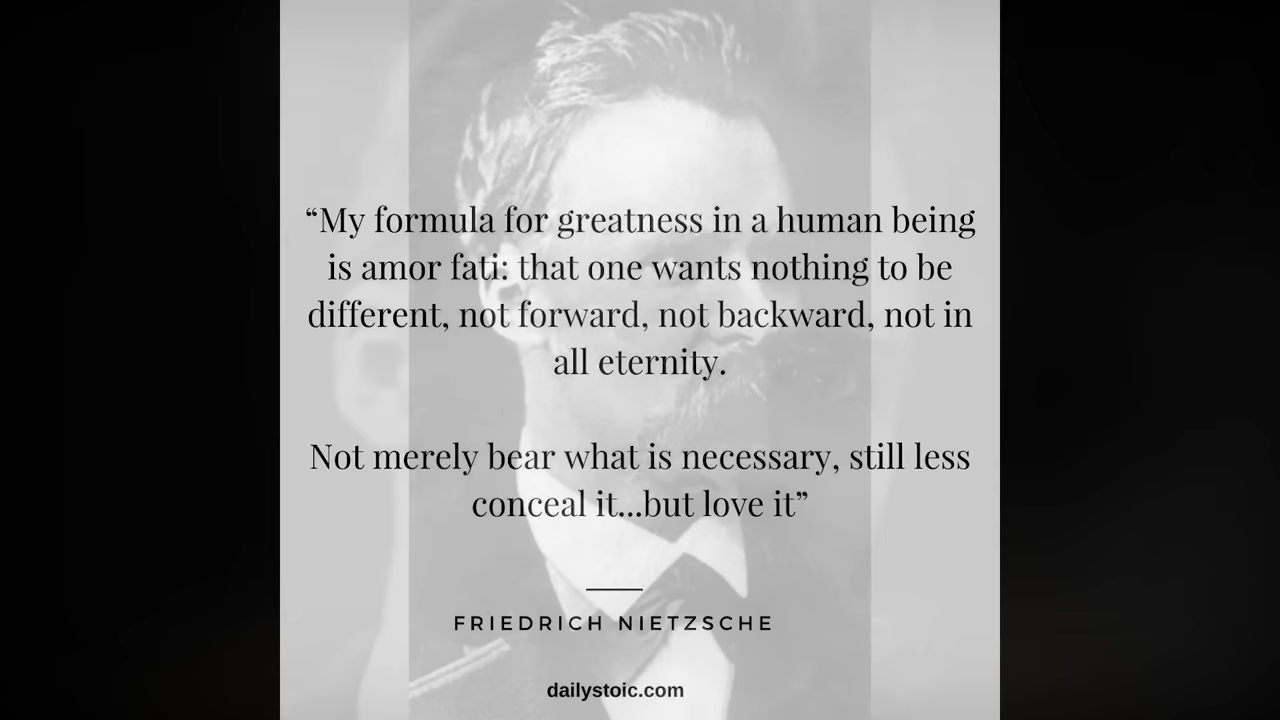 “My formula for greatness in a human being
is amor fati: that one wants nothing to be
different, not forward, not backward, not in
all eternity.
Not merely bear what is necessary, still less
conceal it...but love it”
FRIEDRICH NIETZSCHE
dailystoic.com